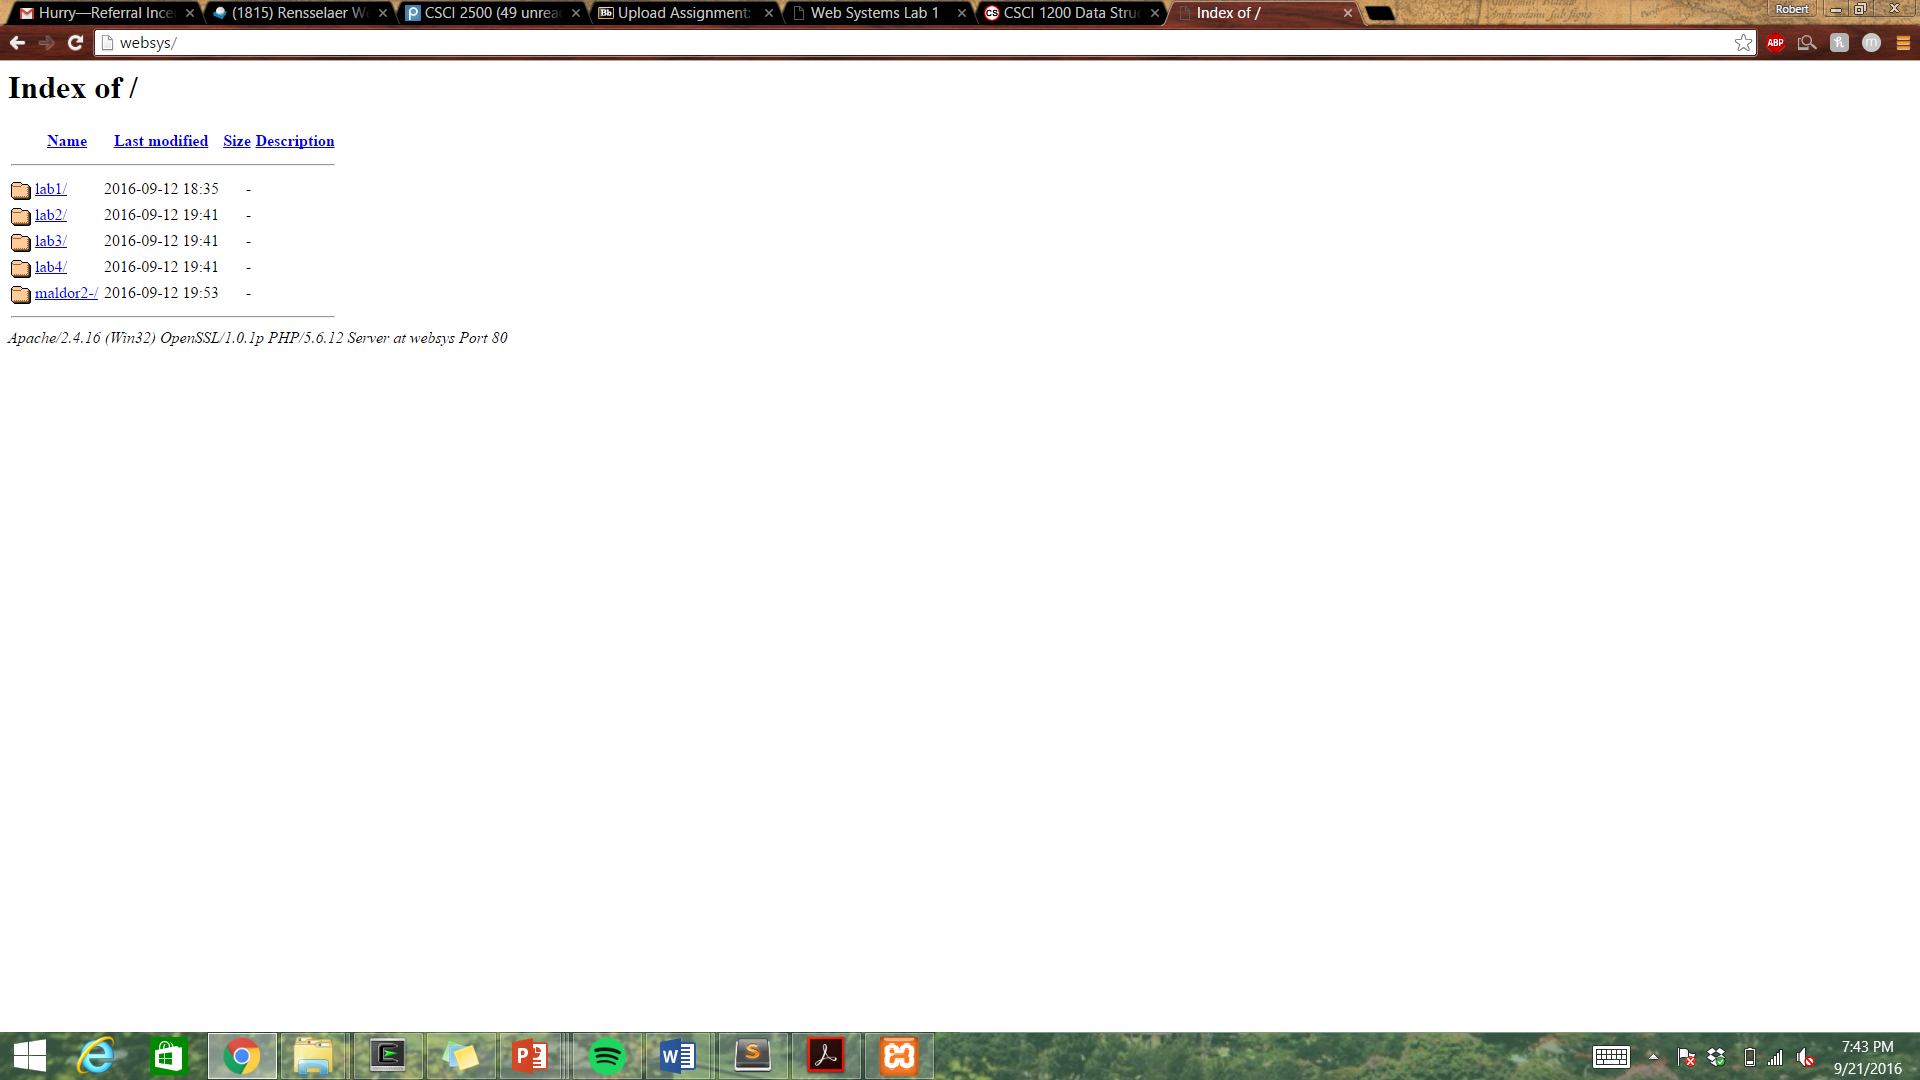 Hurry—Referral Ince
(1815) Rensselaer We
CSCI 2500 (49 unrea
Bb Upload Assignment:
Web Systems Lab 1
CS CSCI 1200 Data Struc
Index of /
Robert
websys/
ABP
Index of /
Name Last modified Size Description
lab1/ 2016-09-12 18:35 -
lab2/ 2016-09-12 19:41 -
lab3/ 2016-09-12 19:41 -
lab4/ 2016-09-12 19:41 -
maldor2-/ 2016-09-12 19:53 -
Apache/2.4.16 (Win32) OpenSSL/1.0.1p PHP/5.6.12 Server at websys Port 80
7:43 PM
9/21/2016